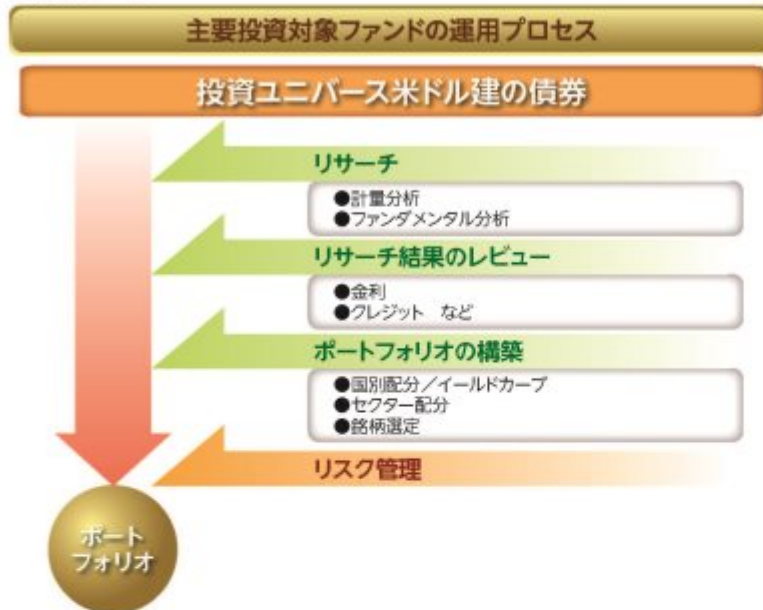 主要投資対象ファンドの運用プロセス
投資ユニバース米ドル建の債券
リサーチ
●計量分析
●ファンダメンタル分析
リサーチ結果のレビュー
●金利
●クレジット　など
ポートフォリオの構築
●国別配分／イールドカーブ
●セクター配分
●銘柄選定
リスク管理
ポート
フォリオ